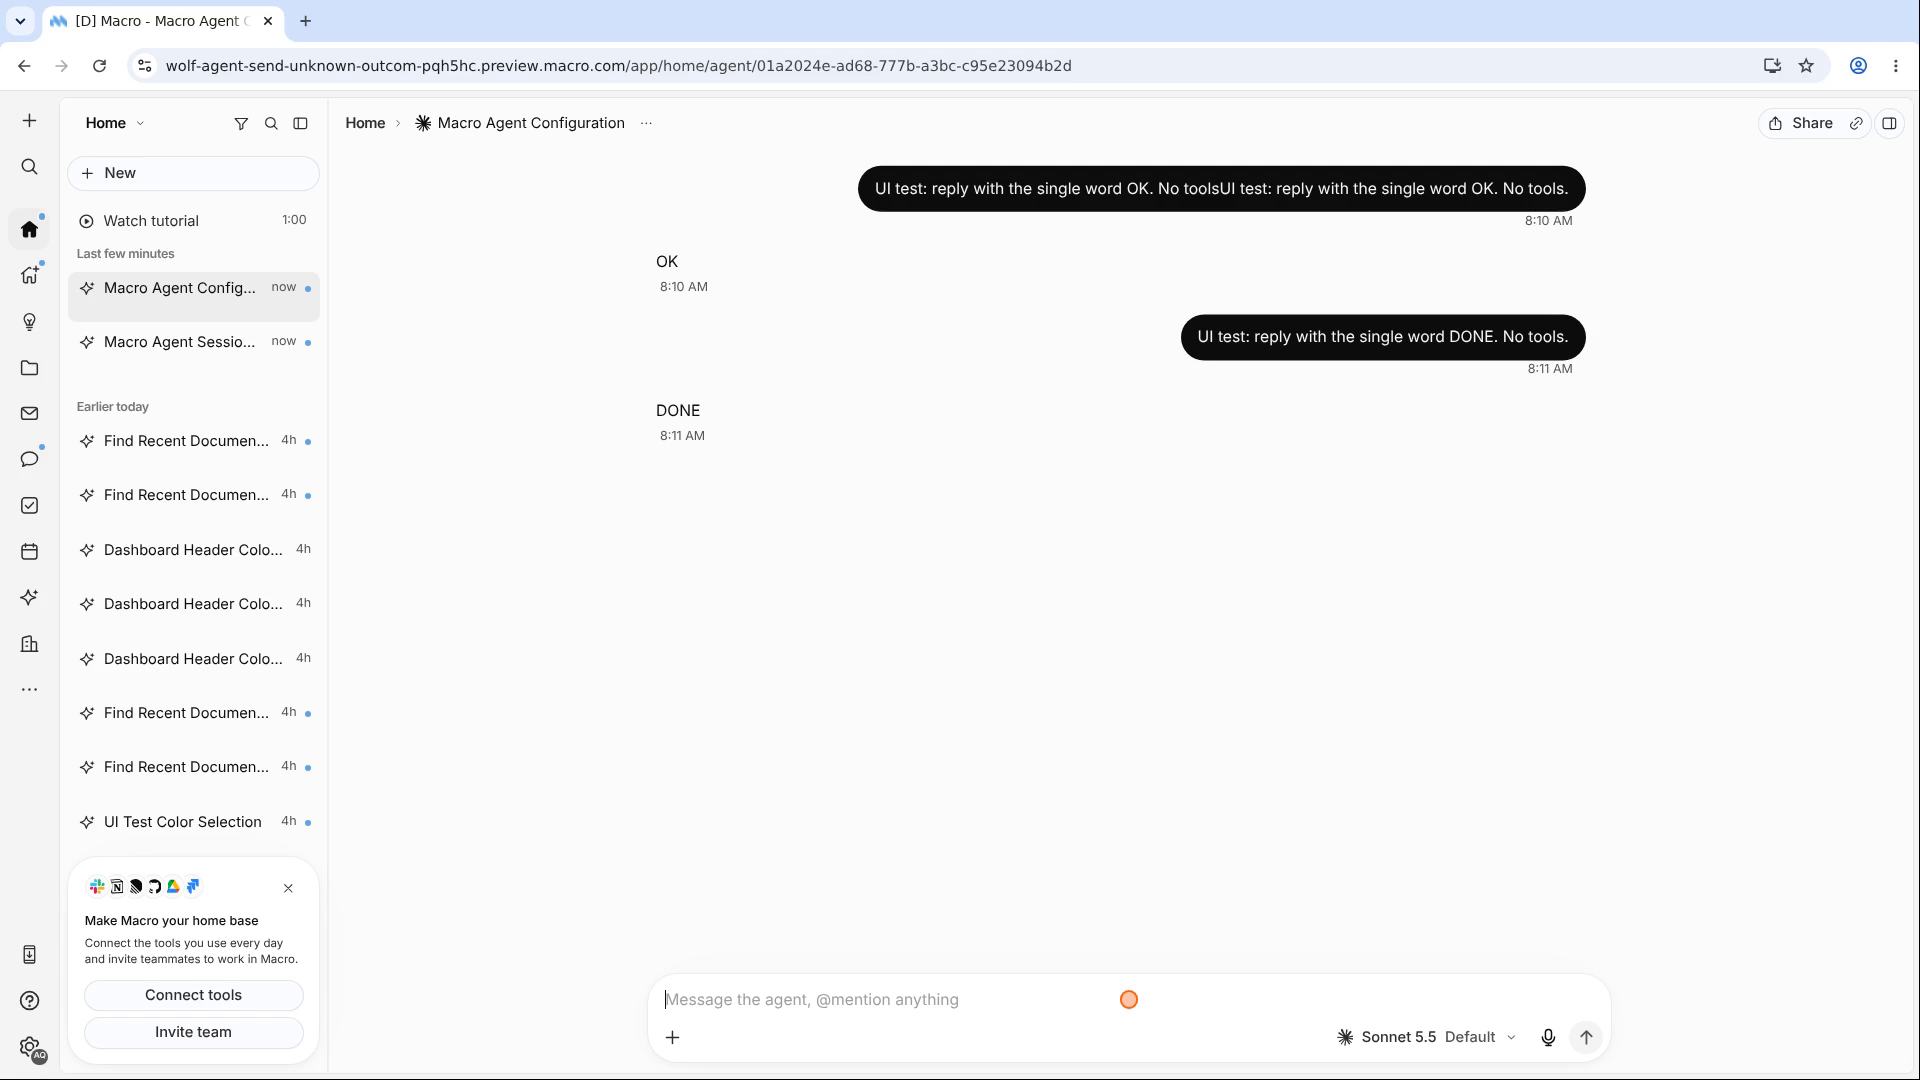 [D] Macro - Macro Agent C
wolf-agent-send-unknown-outcom-pqh5hc.preview.macro.com/app/home/agent/01a2024e-ad68-777b-a3bc-c95e23094b2d
Home
New
Watch tutorial 1:00
Last few minutes
Macro Agent Config... now
Macro Agent Sessio... now
Earlier today
Find Recent Documen... 4h
Find Recent Documen... 4h
Dashboard Header Colo... 4h
Dashboard Header Colo... 4h
Dashboard Header Colo... 4h
Find Recent Documen... 4h
Find Recent Documen... 4h
UI Test Color Selection 4h
Make Macro your home base
Connect the tools you use every day
and invite teammates to work in Macro.
Connect tools
Invite team
AQ
Home › Macro Agent Configuration ...
Share
UI test: reply with the single word OK. No toolsUI test: reply with the single word OK. No tools.
8:10 AM
OK
8:10 AM
UI test: reply with the single word DONE. No tools.
8:11 AM
DONE
8:11 AM
Message the agent, @mention anything
Sonnet 5.5 Default